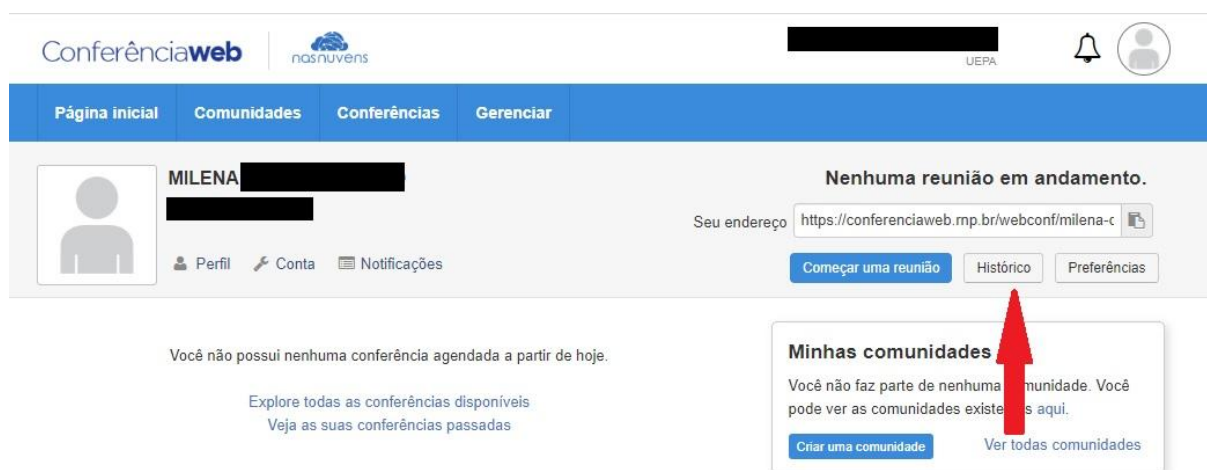 Conferênciaweb
nasnuvens
UEPA
Página inicial Comunidades Conferências Gerenciar
MILENA
Perfil Conta Notificações
Nenhuma reunião em andamento.
Seu endereço https://conferenciaweb.rnp.br/webconf/milena-c
Começar uma reunião Histórico Preferências
Você não possui nenhuma conferência agendada a partir de hoje.
Explore todas as conferências disponíveis
Veja as suas conferências passadas
Minhas comunidades
Você não faz parte de nenhuma munidade. Você
pode ver as comunidades existe s aqui.
Criar uma comunidade Ver todas comunidades